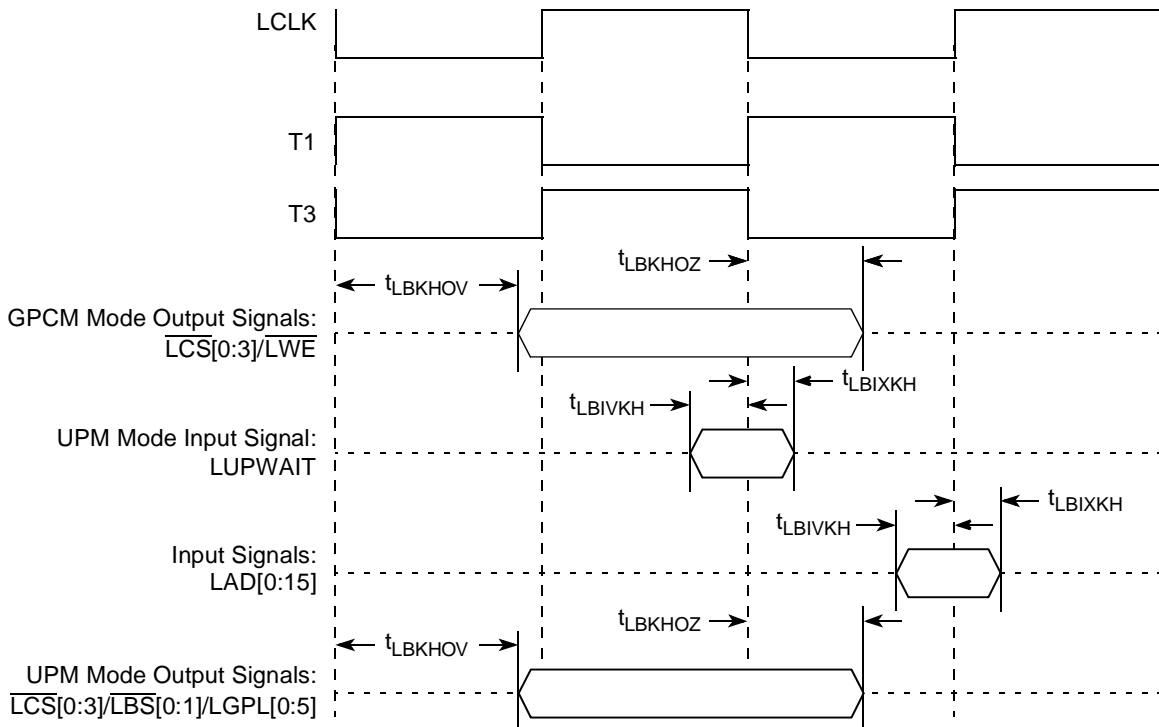 LCLK
T1
T3
tLBKHOZ
tLBKHOV
GPCM Mode Output Signals:
LCS[0:3]/LWE
tLBIXKH
tLBIVKH
UPM Mode Input Signal:
LUPWAIT
tLBIXKH
tLBIVKH
Input Signals:
LAD[0:15]
tLBKHOZ
tLBKHOV
UPM Mode Output Signals:
LCS[0:3]/LBS[0:1]/LGPL[0:5]